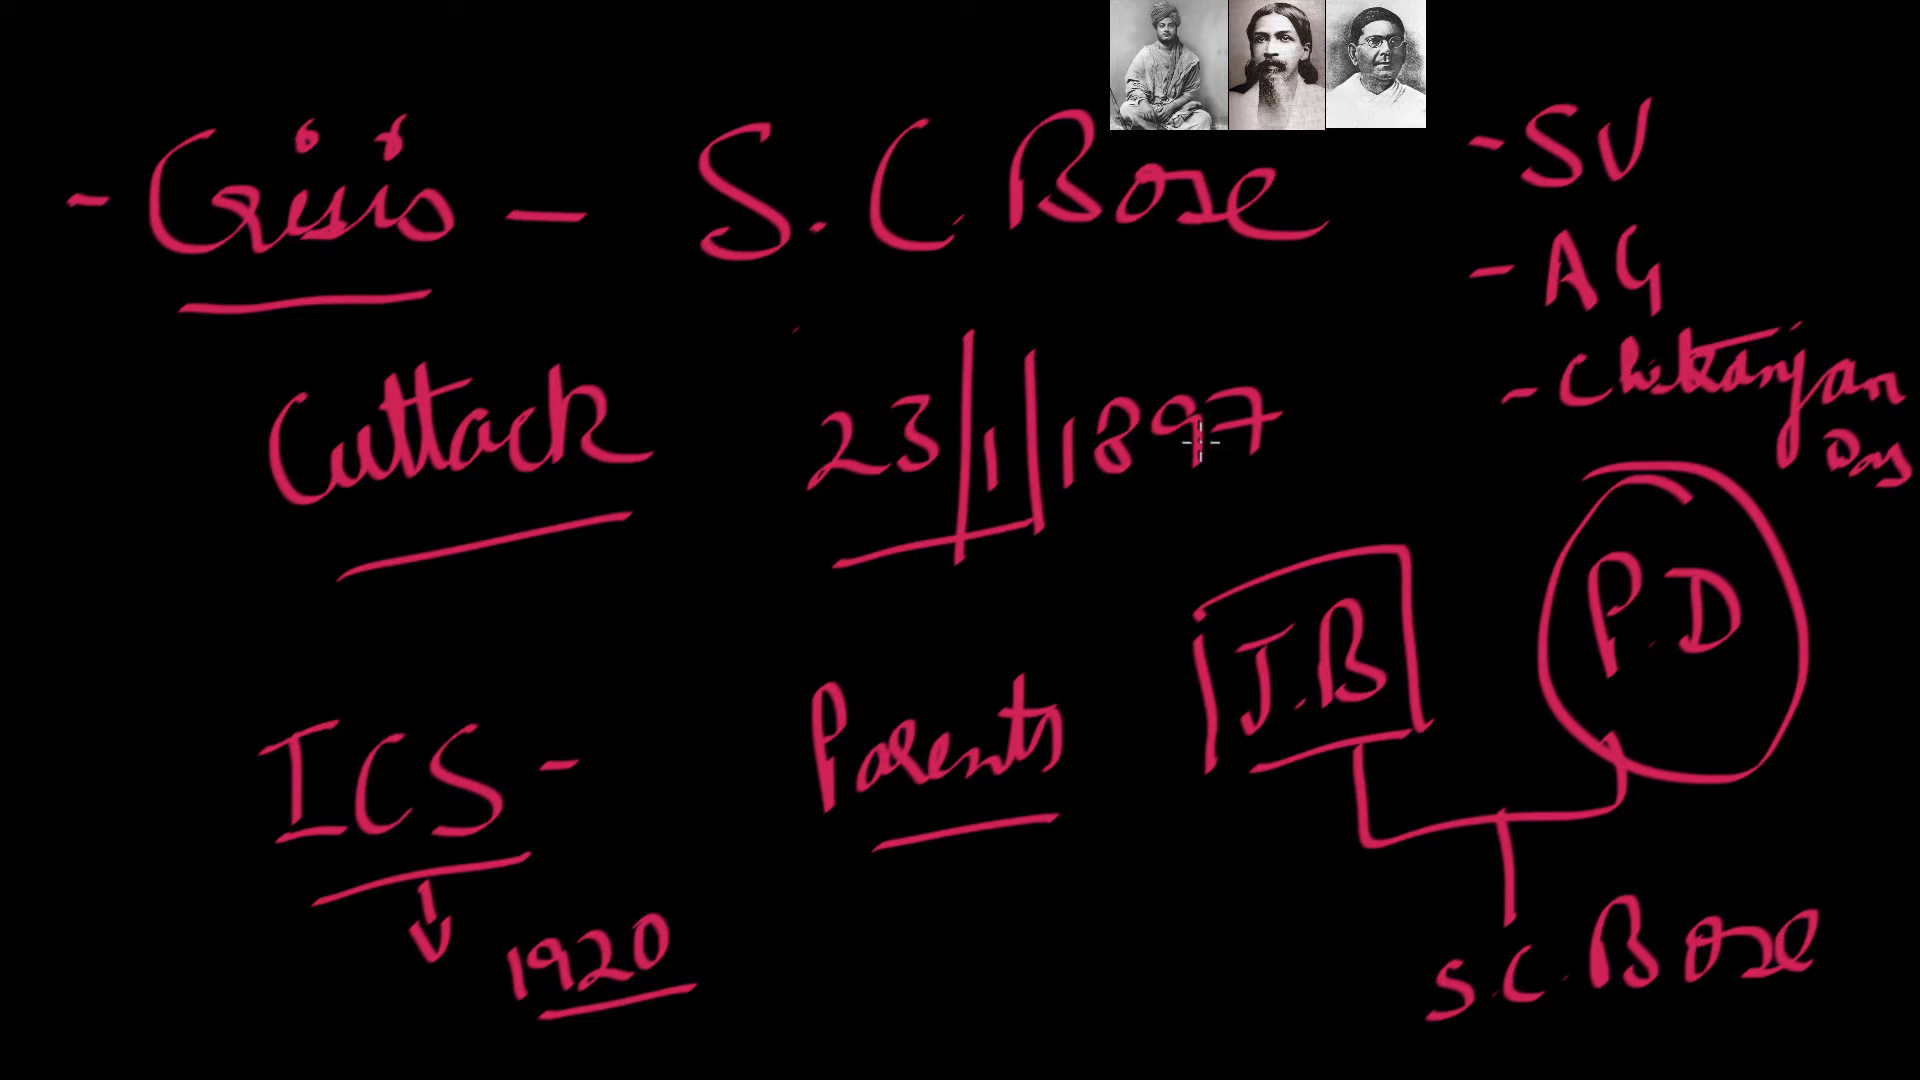 - Crisis - S. C. Bose
- SV
- AG
- Chittaranjan
Das
Cuttack 23/1/1897
P.D
J.B
ICS - Parents
1920
S.C. Bose